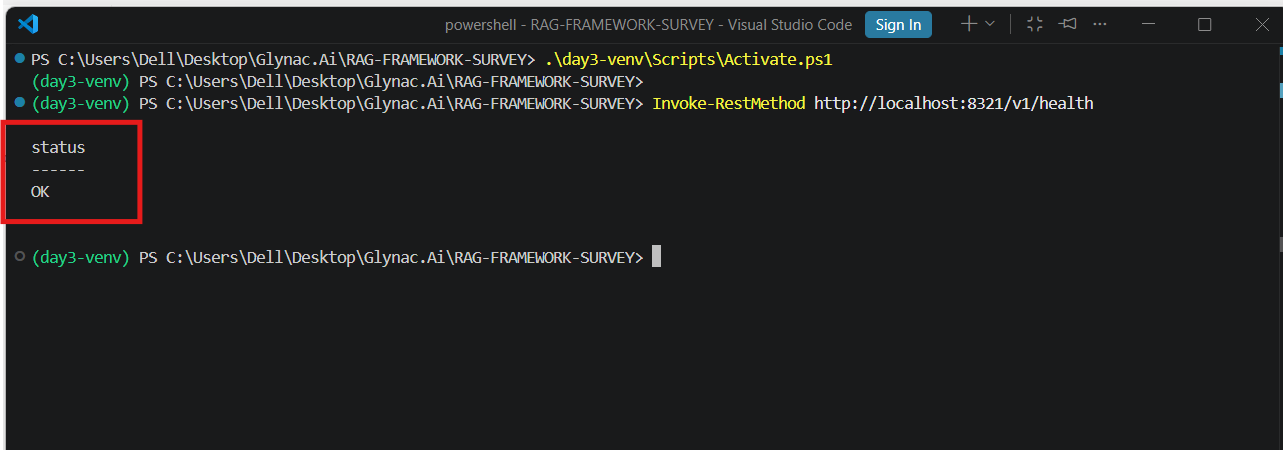 powershell - RAG-FRAMEWORK-SURVEY - Visual Studio Code Sign In
PS C:\Users\Dell\Desktop\Glynac.Ai\RAG-FRAMEWORK-SURVEY> .\day3-venv\Scripts\Activate.ps1
(day3-venv) PS C:\Users\Dell\Desktop\Glynac.Ai\RAG-FRAMEWORK-SURVEY>
(day3-venv) PS C:\Users\Dell\Desktop\Glynac.Ai\RAG-FRAMEWORK-SURVEY> Invoke-RestMethod http://localhost:8321/v1/health
status
------
OK
(day3-venv) PS C:\Users\Dell\Desktop\Glynac.Ai\RAG-FRAMEWORK-SURVEY>